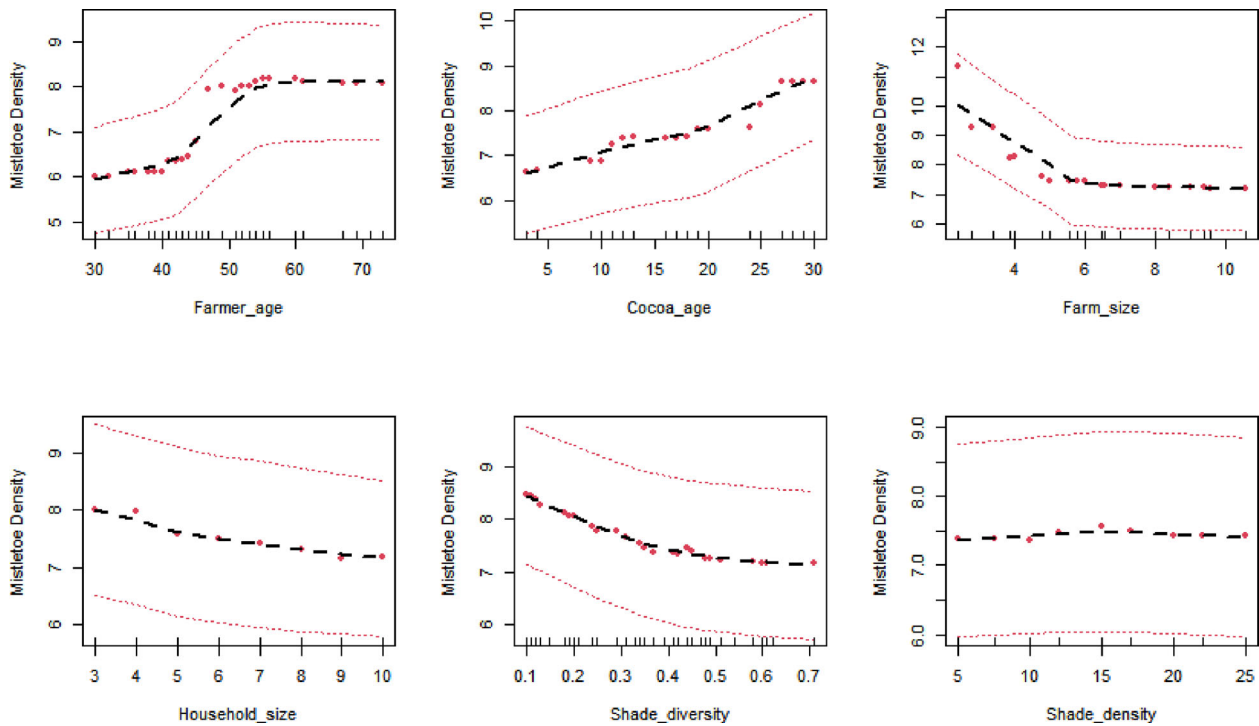 Mistletoe Density
9
8
7
6
5
30 40 50 60 70
Farmer_age
Mistletoe Density
10
9
8
7
6
5 10 15 20 25 30
Cocoa_age
Mistletoe Density
12
10
9
8
7
6
4 6 8 10
Farm_size
Mistletoe Density
9
8
7
6
3 4 5 6 7 8 9 10
Household_size
Mistletoe Density
9
8
7
6
0.1 0.2 0.3 0.4 0.5 0.6 0.7
Shade_diversity
Mistletoe Density
9.0
8.0
7.0
6.0
5 10 15 20 25
Shade_density